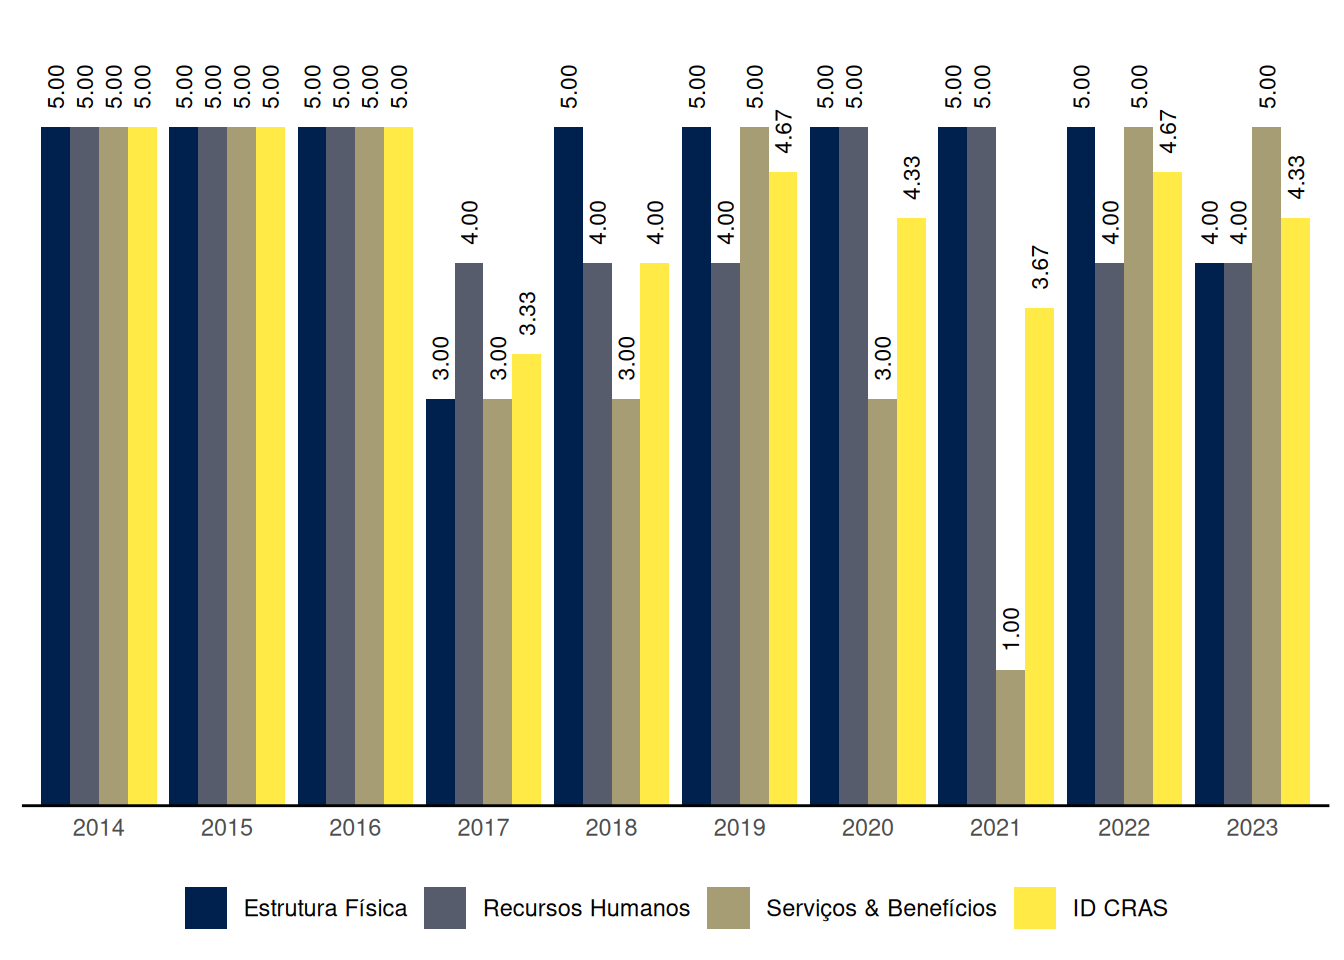 5.00 5.00 5.00 5.00 5.00 5.00 5.00 5.00 5.00 5.00 5.00 5.00 3.00 4.00 3.00 3.33 5.00 4.00 3.00 4.00 5.00 4.00 5.00 4.67 5.00 5.00 3.00 4.33 5.00 5.00 1.00 3.67 5.00 4.00 5.00 4.67 4.00 4.00 5.00 4.33
2014 2015 2016 2017 2018 2019 2020 2021 2022 2023
Estrutura Física Recursos Humanos Serviços & Benefícios ID CRAS